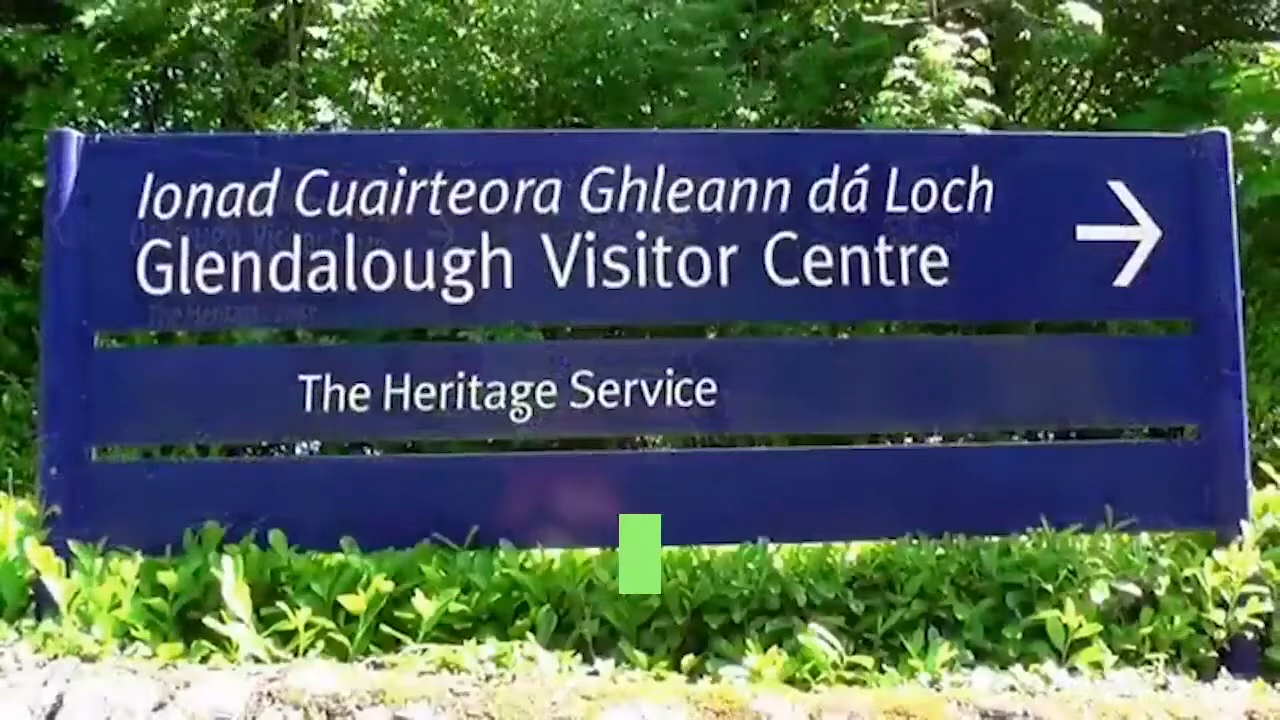 Ionad Cuairteora Ghleann dá Loch
Glendalough Visitor Centre
The Heritage Service